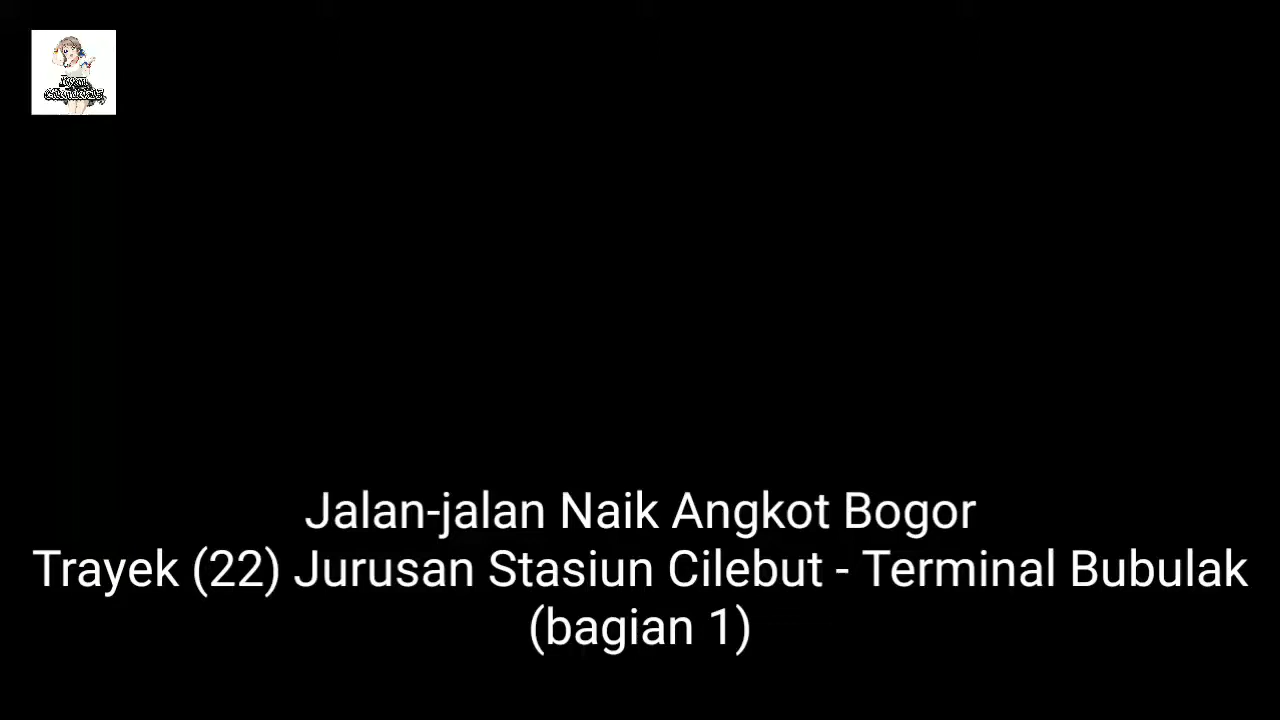 Jalan-jalan Naik Angkot Bogor
Trayek (22) Jurusan Stasiun Cilebut - Terminal Bubulak
(bagian 1)